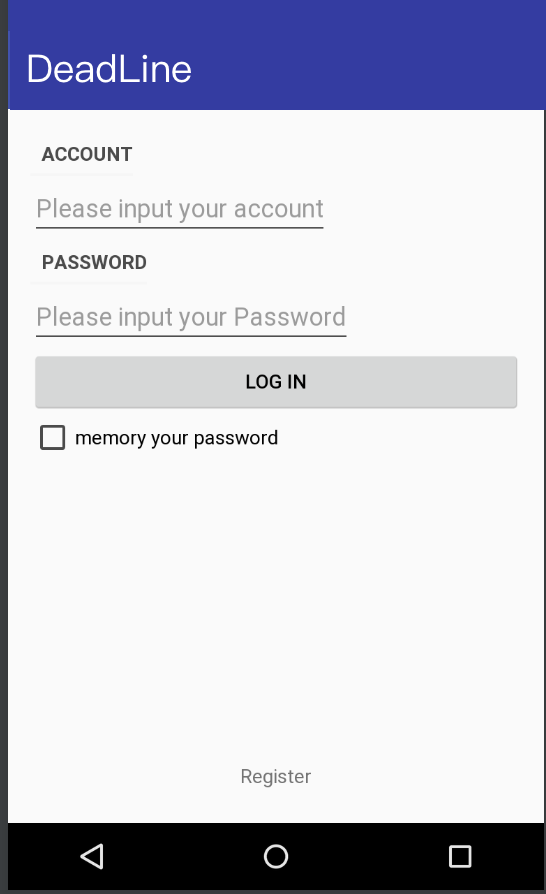 DeadLine
ACCOUNT
Please input your account
PASSWORD
Please input your Password
LOG IN
memory your password
Register